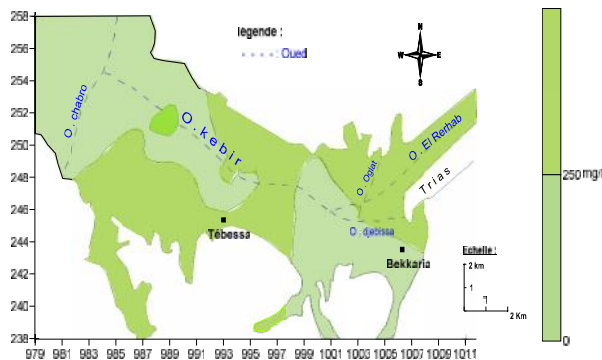 258
256
254
252
250
248
246
244
242
240
238
979 981 983 985 987 989 991 993 995 997 999 1001 1003 1005 1007 1009 1011
legende :
: Oued
N
W E
S
O . chabro
O . kebir
O . Oglat
O . El Rerhab
Trias
O . djebissa
Tébessa
Bekkaria
Echelle :
2 km
1
2 Km
250 mg/
0